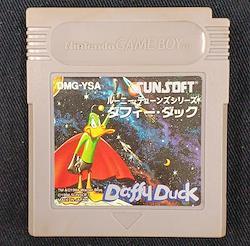 Nintendo GAME BOY
DMG-YSA
SUNSOFT
ルーニー・テューンズシリーズ
ダフィー・ダック
Daffy Duck